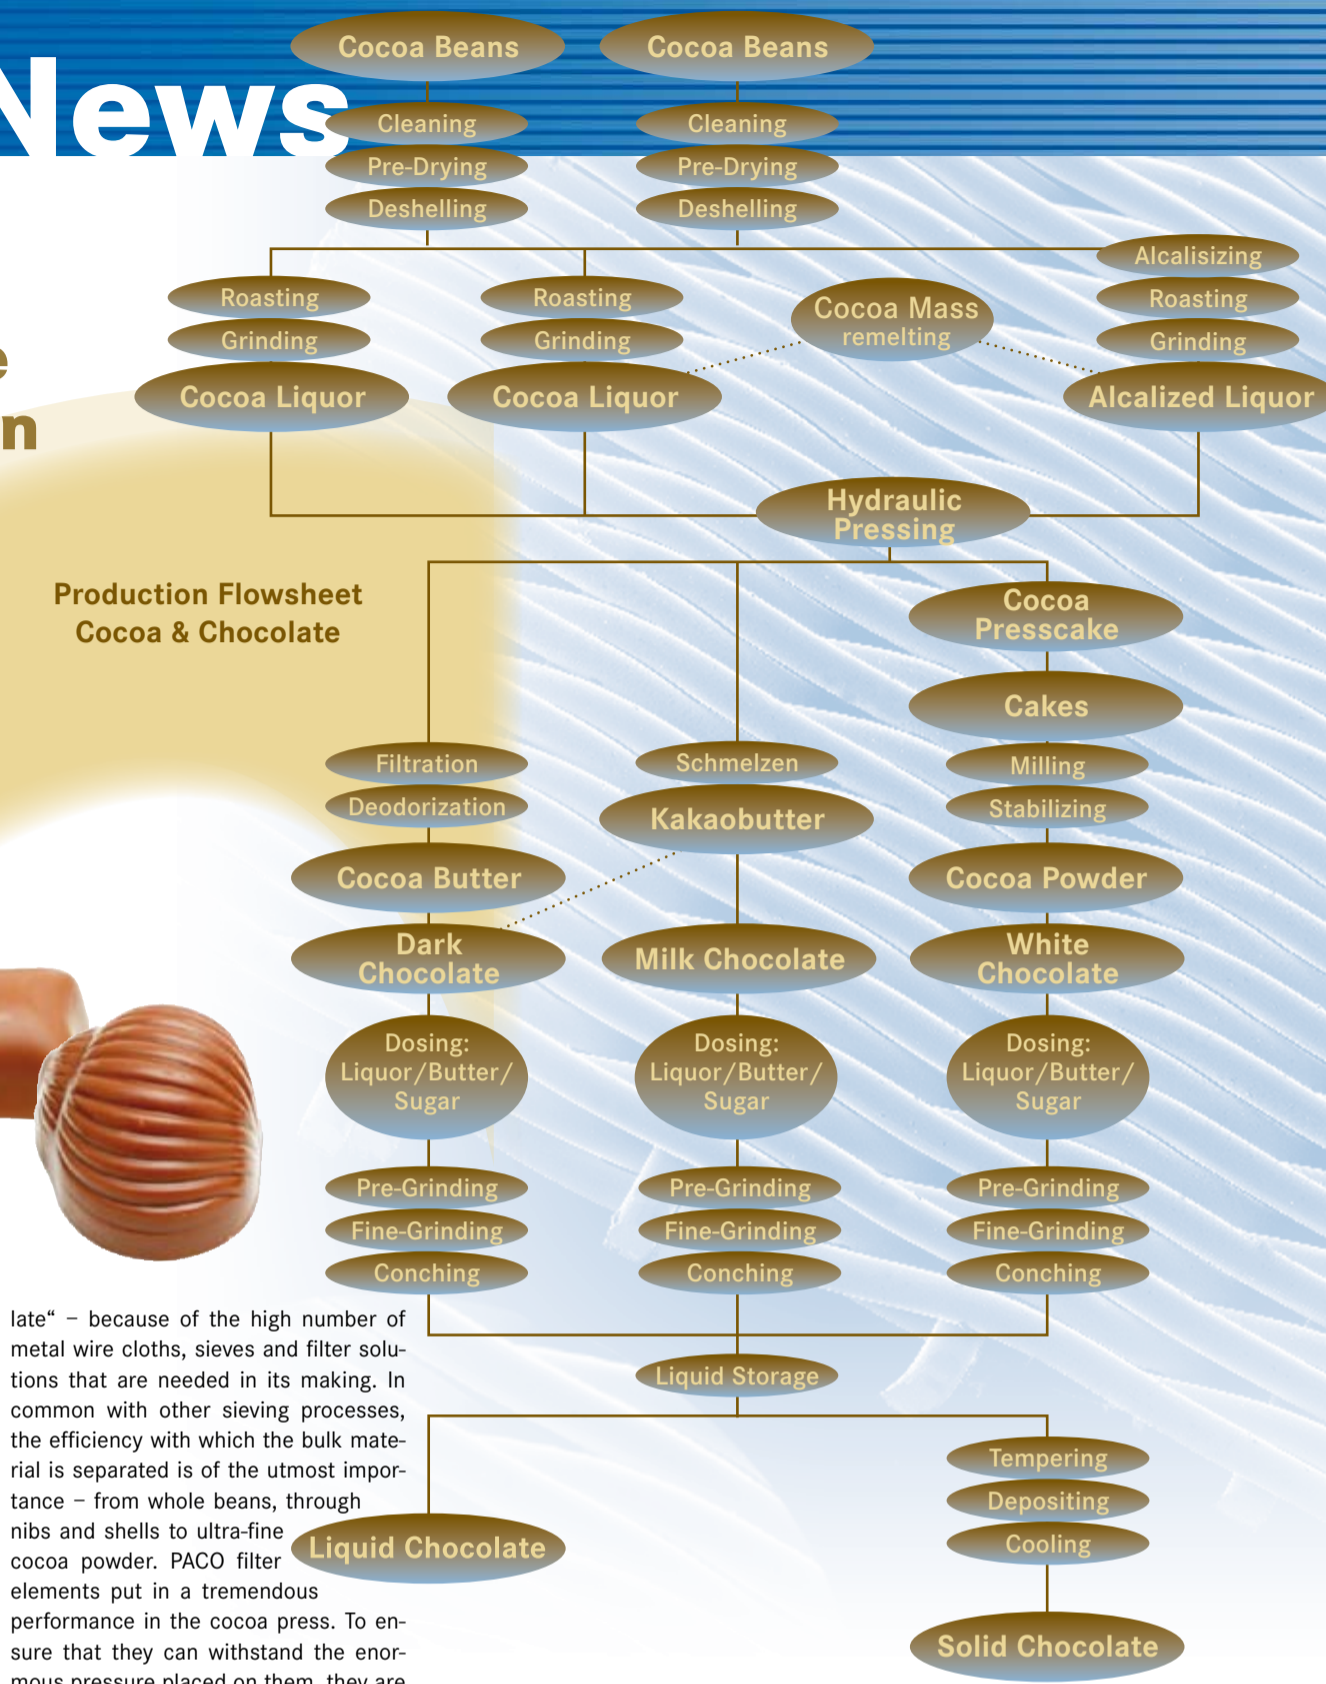 News
Cocoa Beans
Cocoa Beans
Cleaning
Cleaning
Pre-Drying
Pre-Drying
Deshelling
Deshelling
Alcalisizing
Roasting
Roasting
Roasting
Grinding
Grinding
Grinding
Cocoa Mass
remelting
Cocoa Liquor
Cocoa Liquor
Alcalized Liquor
e
n
Hydraulic
Pressing
Production Flowsheet
Cocoa & Chocolate
Cocoa
Presscake
Cakes
Filtration
Schmelzen
Milling
Deodorization
Kakaobutter
Stabilizing
Cocoa Butter
Cocoa Powder
Dark
Chocolate
Milk Chocolate
White
Chocolate
Dosing:
Liquor/Butter/
Sugar
Dosing:
Liquor/Butter/
Sugar
Dosing:
Liquor/Butter/
Sugar
Pre-Grinding
Pre-Grinding
Pre-Grinding
Fine-Grinding
Fine-Grinding
Fine-Grinding
Conching
Conching
Conching
Liquid Storage
Tempering
Depositing
Cooling
Liquid Chocolate
Solid Chocolate
late“ – because of the high number of
metal wire cloths, sieves and filter solu-
tions that are needed in its making. In
common with other sieving processes,
the efficiency with which the bulk mate-
rial is separated is of the utmost impor-
tance – from whole beans, through
nibs and shells to ultra-fine
cocoa powder. PACO filter
elements put in a tremendous
performance in the cocoa press. To en-
sure that they can withstand the enor-
mous pressure placed on them, they are